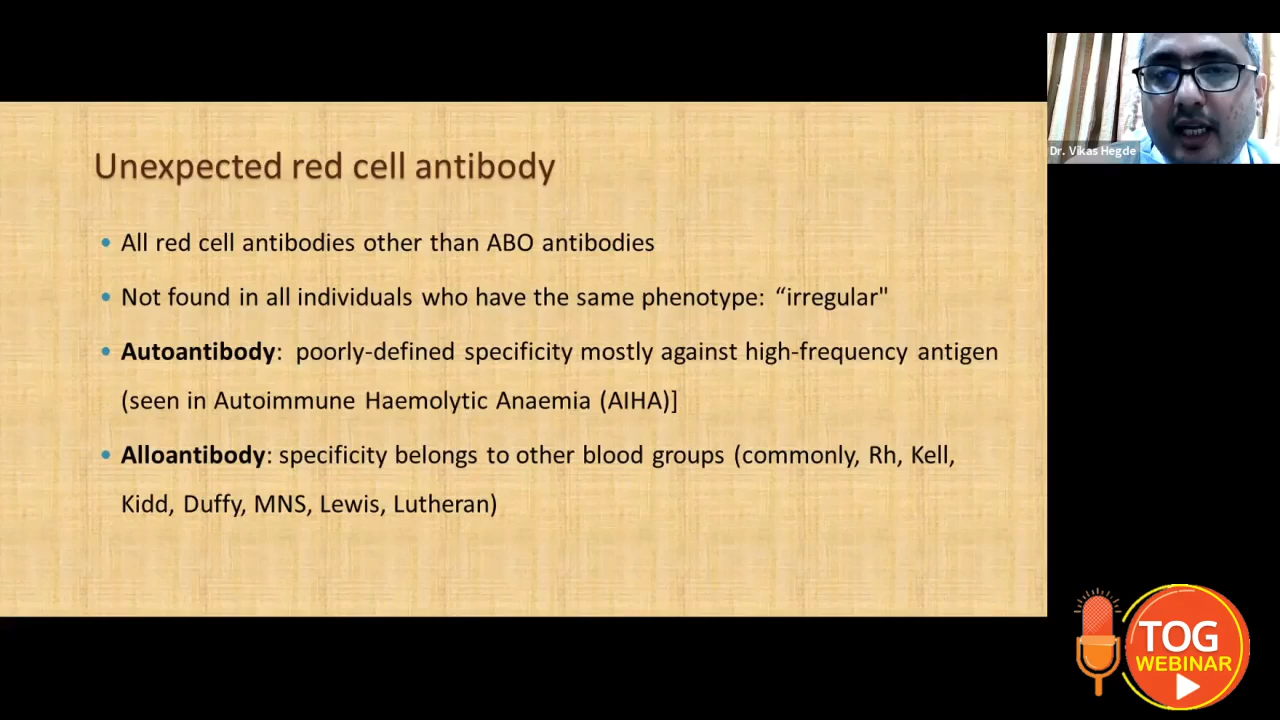 Unexpected red cell antibody
• All red cell antibodies other than ABO antibodies
• Not found in all individuals who have the same phenotype: “irregular"
• Autoantibody: poorly-defined specificity mostly against high-frequency antigen
(seen in Autoimmune Haemolytic Anaemia (AIHA)]
• Alloantibody: specificity belongs to other blood groups (commonly, Rh, Kell,
Kidd, Duffy, MNS, Lewis, Lutheran)
Dr. Vikas Hegde
TOG
WEBINAR